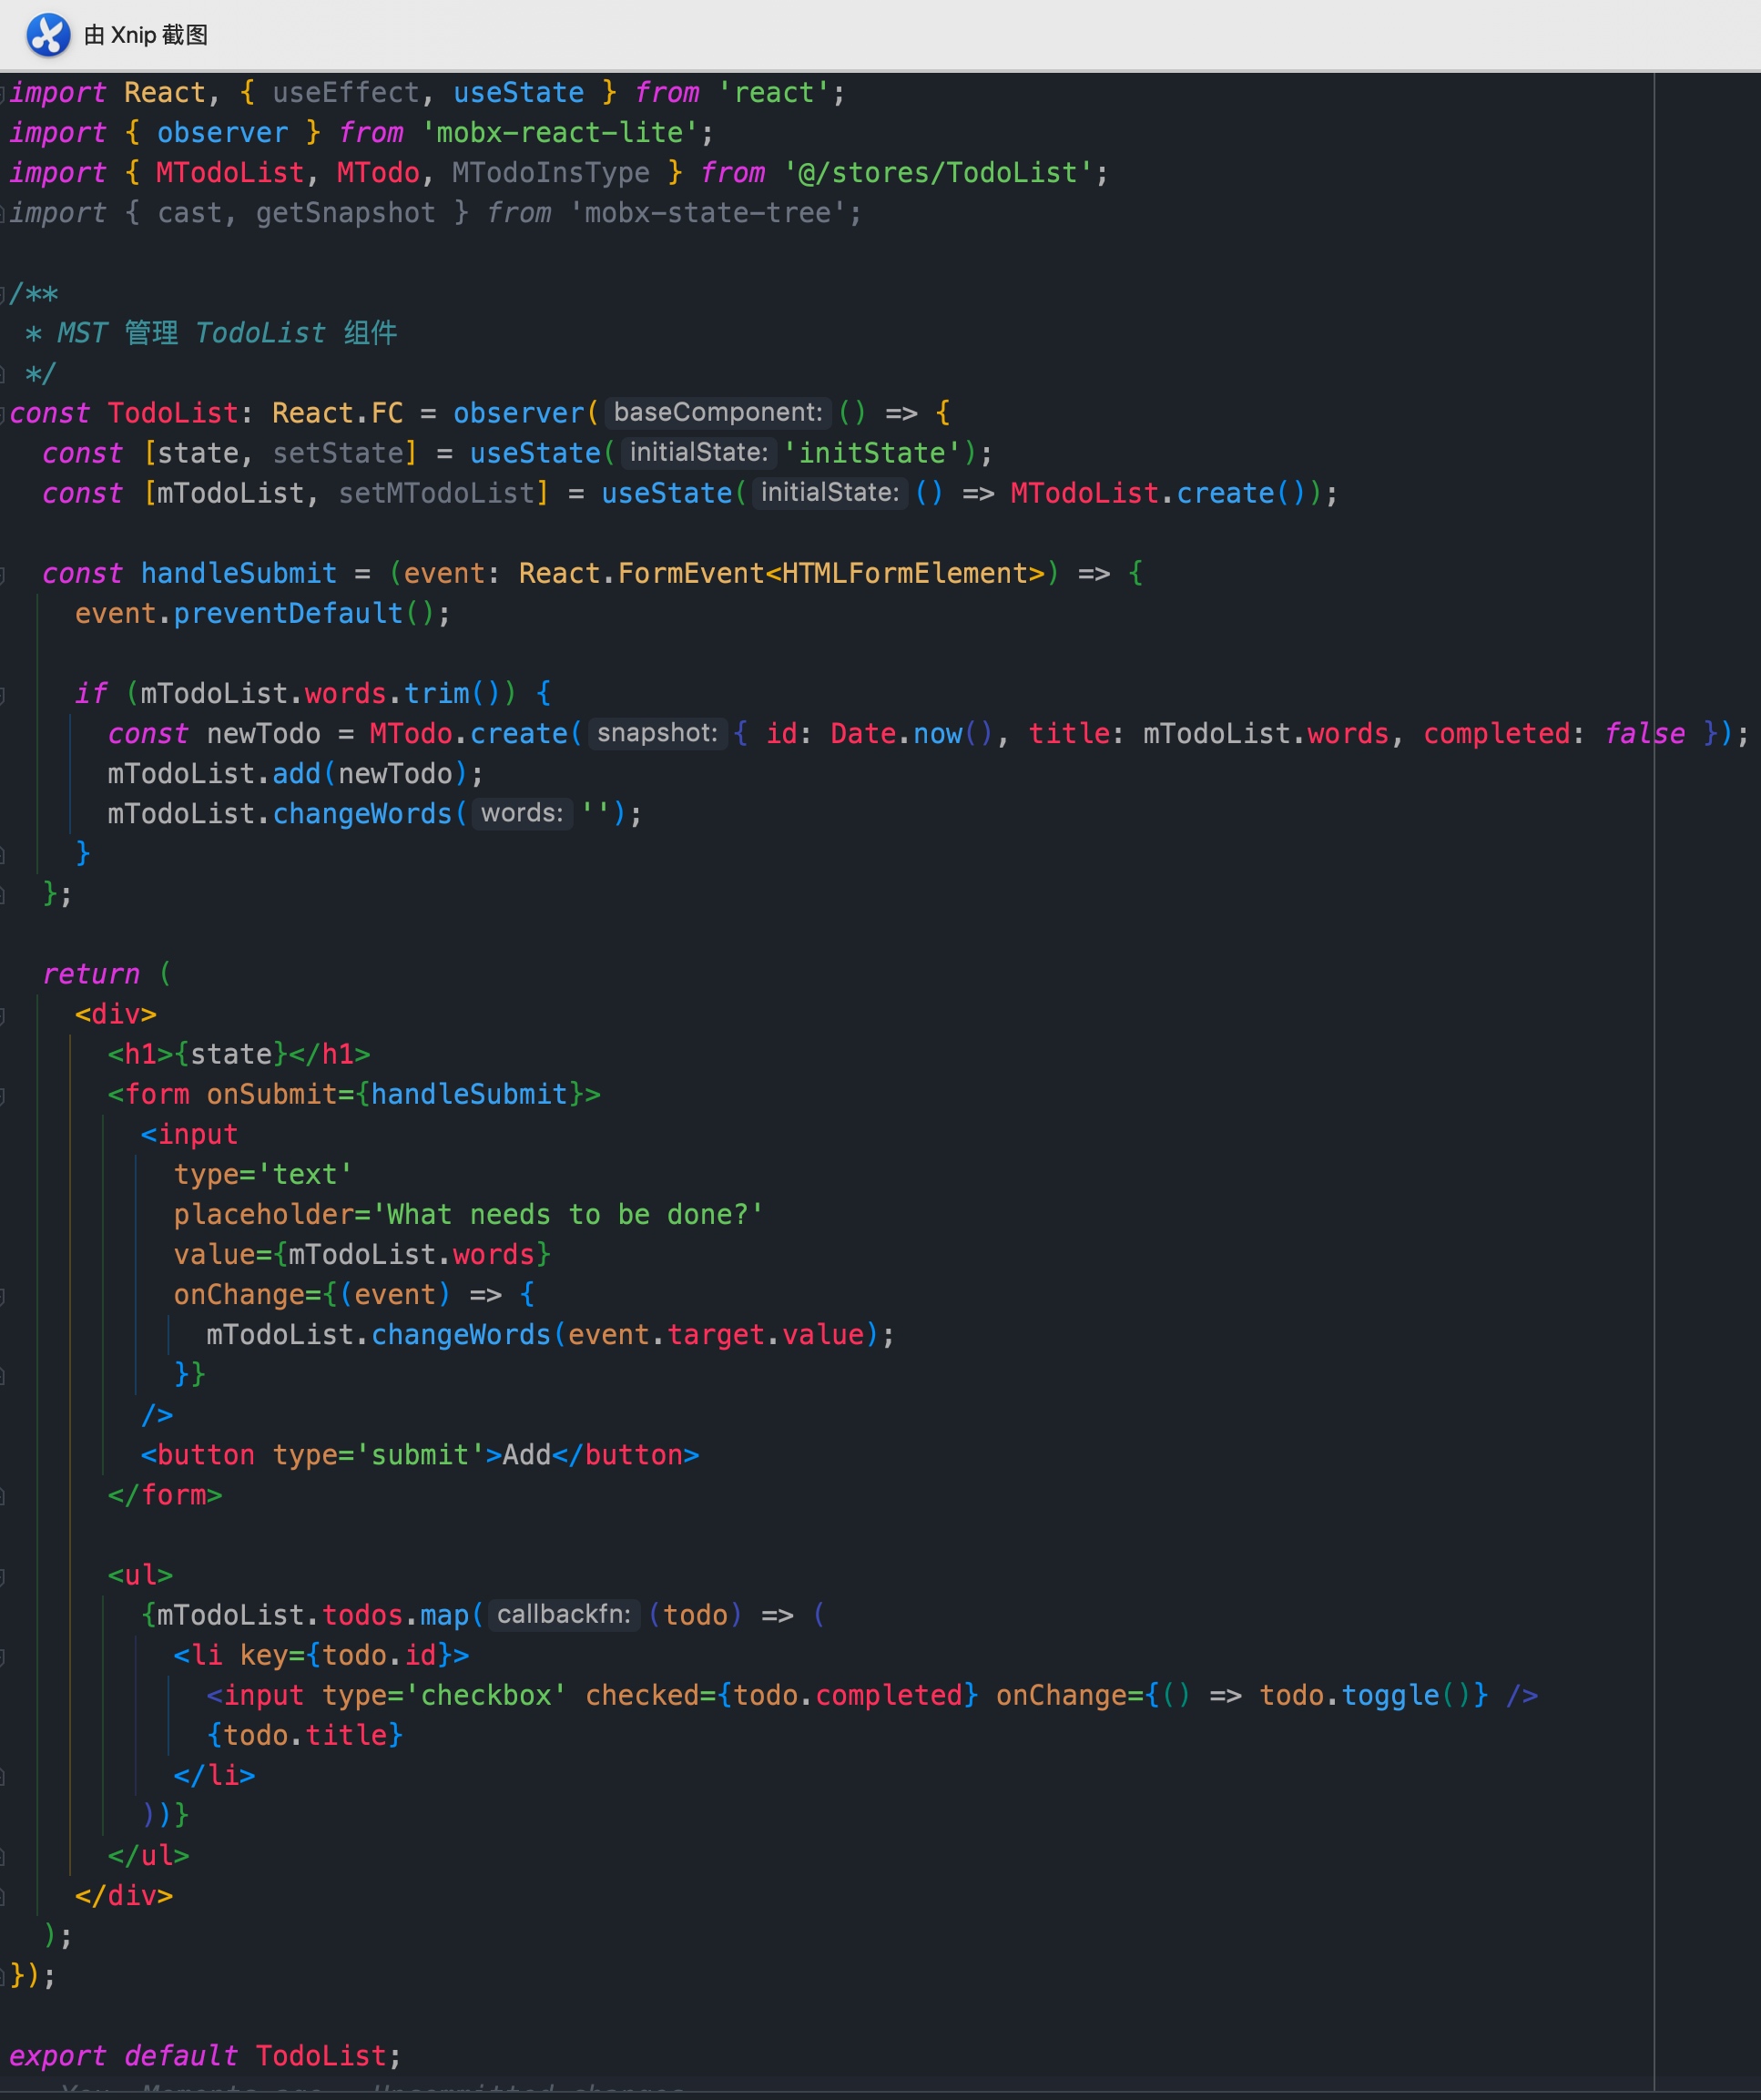 由 Xnip 截图
import React, { useEffect, useState } from 'react';
import { observer } from 'mobx-react-lite';
import { MTodoList, MTodo, MTodoInsType } from '@/stores/TodoList';
import { cast, getSnapshot } from 'mobx-state-tree';
/**
 * MST 管理 TodoList 组件
 */
const TodoList: React.FC = observer( baseComponent: () => {
  const [state, setState] = useState( initialState: 'initState');
  const [mTodoList, setMTodoList] = useState( initialState: () => MTodoList.create());
  const handleSubmit = (event: React.FormEvent<HTMLFormElement>) => {
    event.preventDefault();
    if (mTodoList.words.trim()) {
      const newTodo = MTodo.create( snapshot: { id: Date.now(), title: mTodoList.words, completed: false });
      mTodoList.add(newTodo);
      mTodoList.changeWords( words: '');
    }
  };
  return (
    <div>
      <h1>{state}</h1>
      <form onSubmit={handleSubmit}>
        <input
          type='text'
          placeholder='What needs to be done?'
          value={mTodoList.words}
          onChange={(event) => {
            mTodoList.changeWords(event.target.value);
          }}
        />
        <button type='submit'>Add</button>
      </form>
      <ul>
        {mTodoList.todos.map( callbackfn: (todo) => (
          <li key={todo.id}>
            <input type='checkbox' checked={todo.completed} onChange={() => todo.toggle()} />
            {todo.title}
          </li>
        ))}
      </ul>
    </div>
  );
});
export default TodoList;